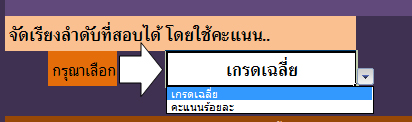 จัดเรียงลำดับที่สอบได้ โดยใช้คะแนน..
กรุณาเลือก
เกรดเฉลี่ย
เกรดเฉลี่ย
คะแนนร้อยละ